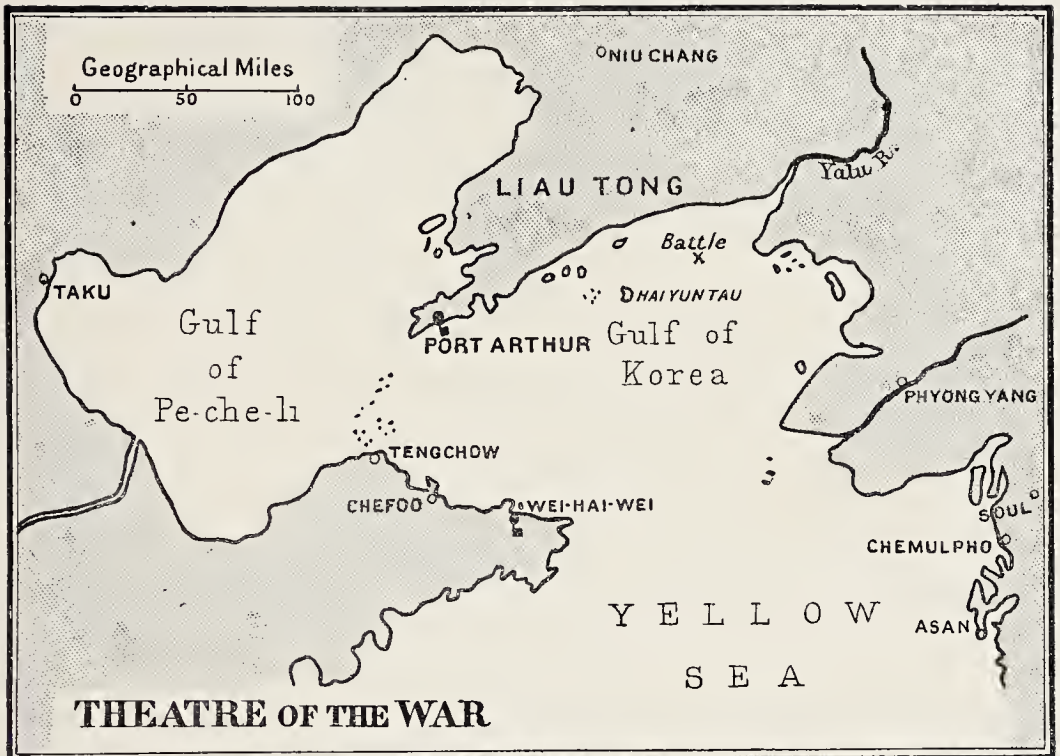 Geographical Miles
0 50 100
NIU CHANG
Yalu R.
LIAU TONG
Battle
X
TAKU
HAIYUNTAU
Gulf
of
Pe-che-li
PORT ARTHUR
Gulf of
Korea
PHYONG YANG
TENGCHOW
CHEFOO
WEI-HAI-WEI
SOUL
CHEMULPHO
YELLOW
SEA
ASAN
THEATRE OF THE WAR